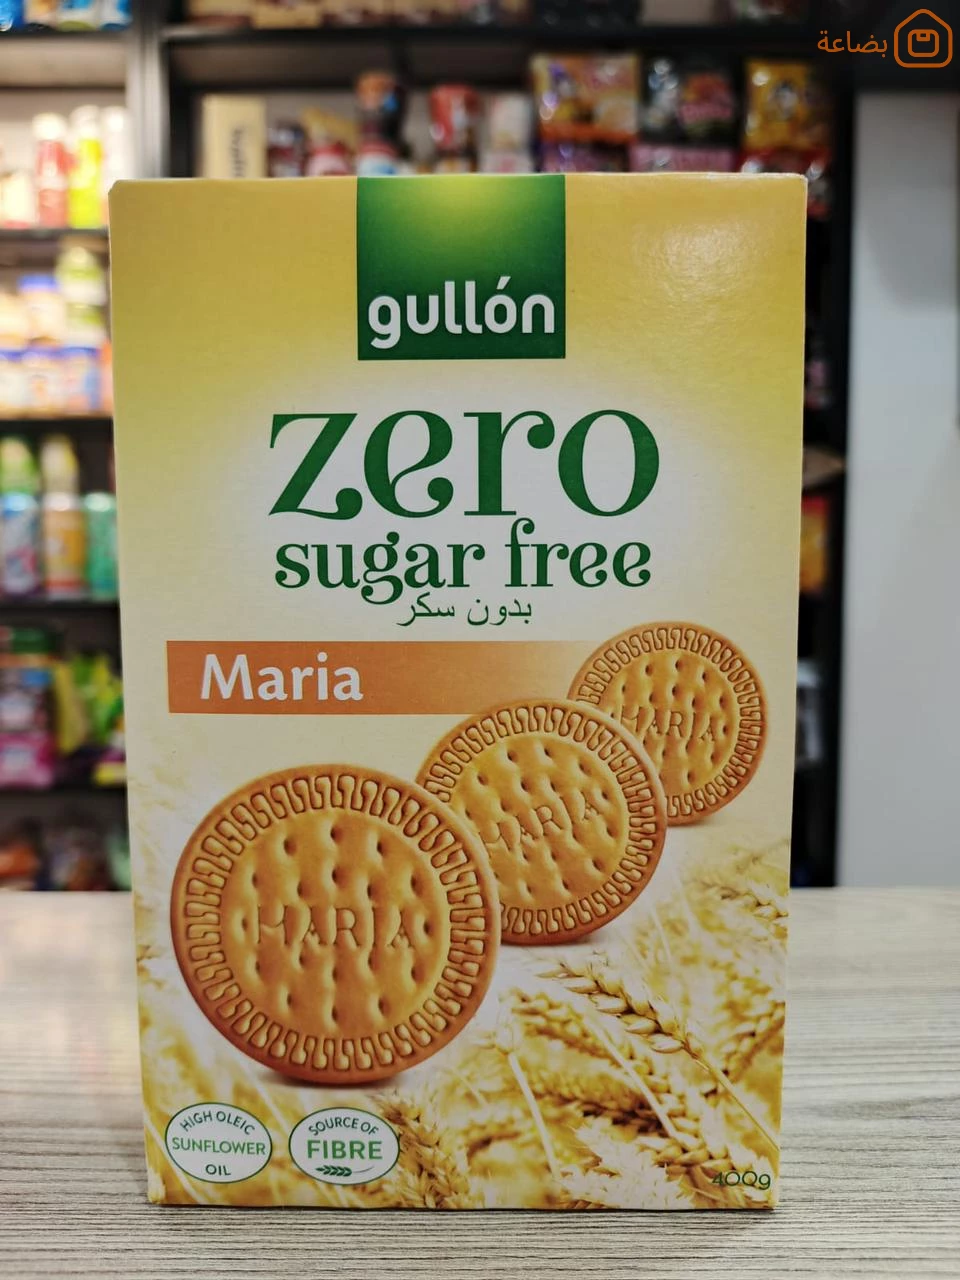 بضاعة
gullón
zero
sugar free
بدون سكر
Maria
MARIA
MARIA
MARIA
HIGH OLEIC
SUNFLOWER
OIL
SOURCE OF
FIBRE
400g